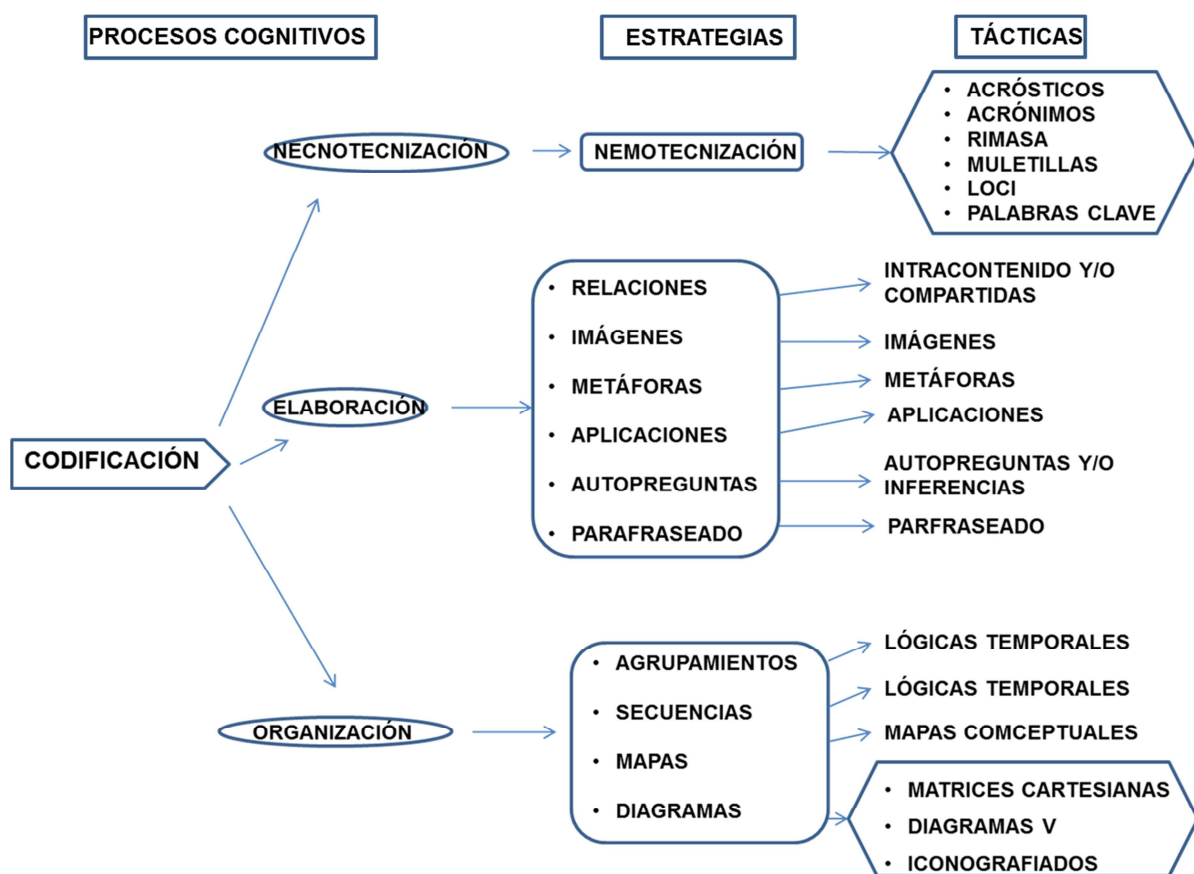 PROCESOS COGNITIVOS
ESTRATEGIAS
TÁCTICAS
NECNOTECNIZACIÓN
NEMOTECNIZACIÓN
• ACRÓSTICOS
• ACRÓNIMOS
• RIMASA
• MULETILLAS
• LOCI
• PALABRAS CLAVE
CODIFICACIÓN
ELABORACIÓN
• RELACIONES
• IMÁGENES
• METÁFORAS
• APLICACIONES
• AUTOPREGUNTAS
• PARAFRASEADO
INTRACONTENIDO Y/O
COMPARTIDAS
IMÁGENES
METÁFORAS
APLICACIONES
AUTOPREGUNTAS Y/O
INFERENCIAS
PARFRASEADO
ORGANIZACIÓN
• AGRUPAMIENTOS
• SECUENCIAS
• MAPAS
• DIAGRAMAS
LÓGICAS TEMPORALES
LÓGICAS TEMPORALES
MAPAS COMCEPTUALES
• MATRICES CARTESIANAS
• DIAGRAMAS V
• ICONOGRAFIADOS